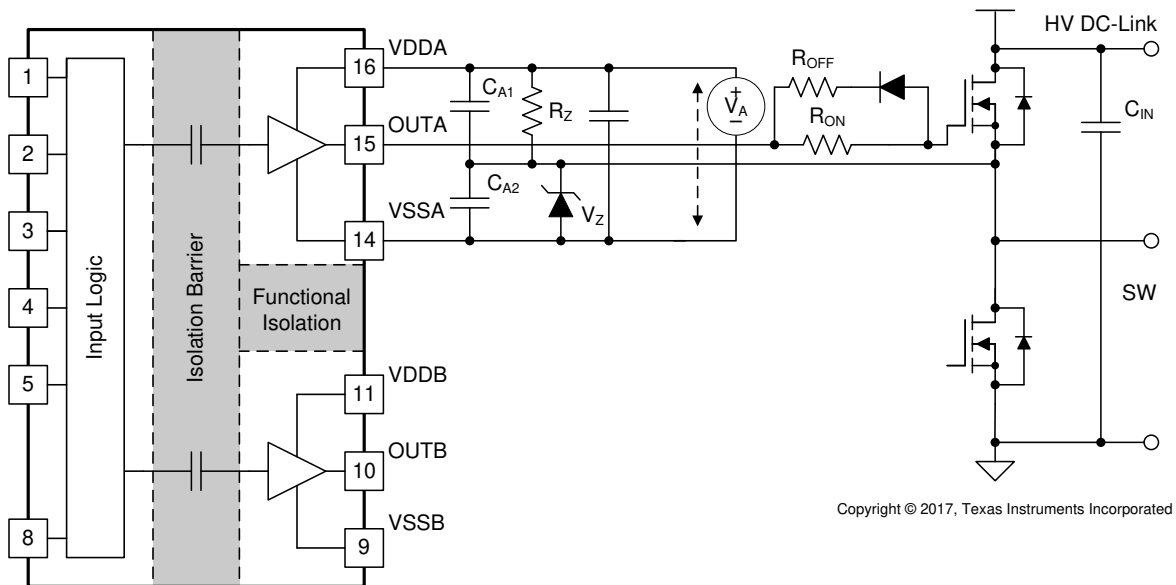 HV DC-Link
VDDA
16
1
ROFF
CA1
RZ
+
VA
–
CIN
OUTA
RON
15
2
CA2
VSSA
VZ
3
14
SW
Input Logic
Isolation Barrier
Functional
Isolation
4
5
VDDB
11
OUTB
10
VSSB
8
9
Copyright © 2017, Texas Instruments Incorporated